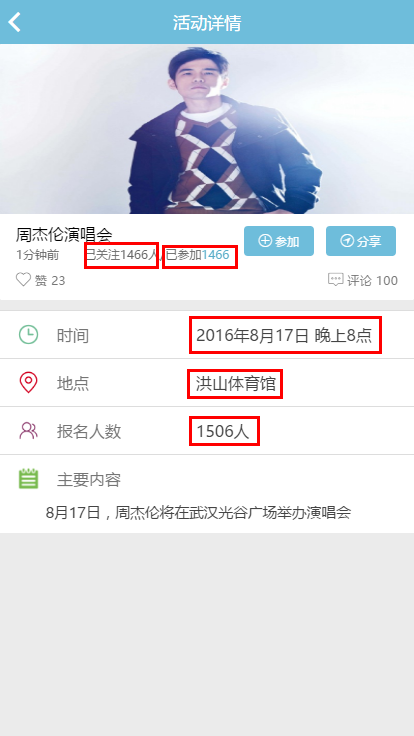 活动详情
周杰伦演唱会
参加
分享
1分钟前 已关注1466人/已参加1466
赞 23
评论 100
时间 2016年8月17日 晚上8点
地点 洪山体育馆
报名人数 1506人
主要内容
8月17日，周杰伦将在武汉光谷广场举办演唱会